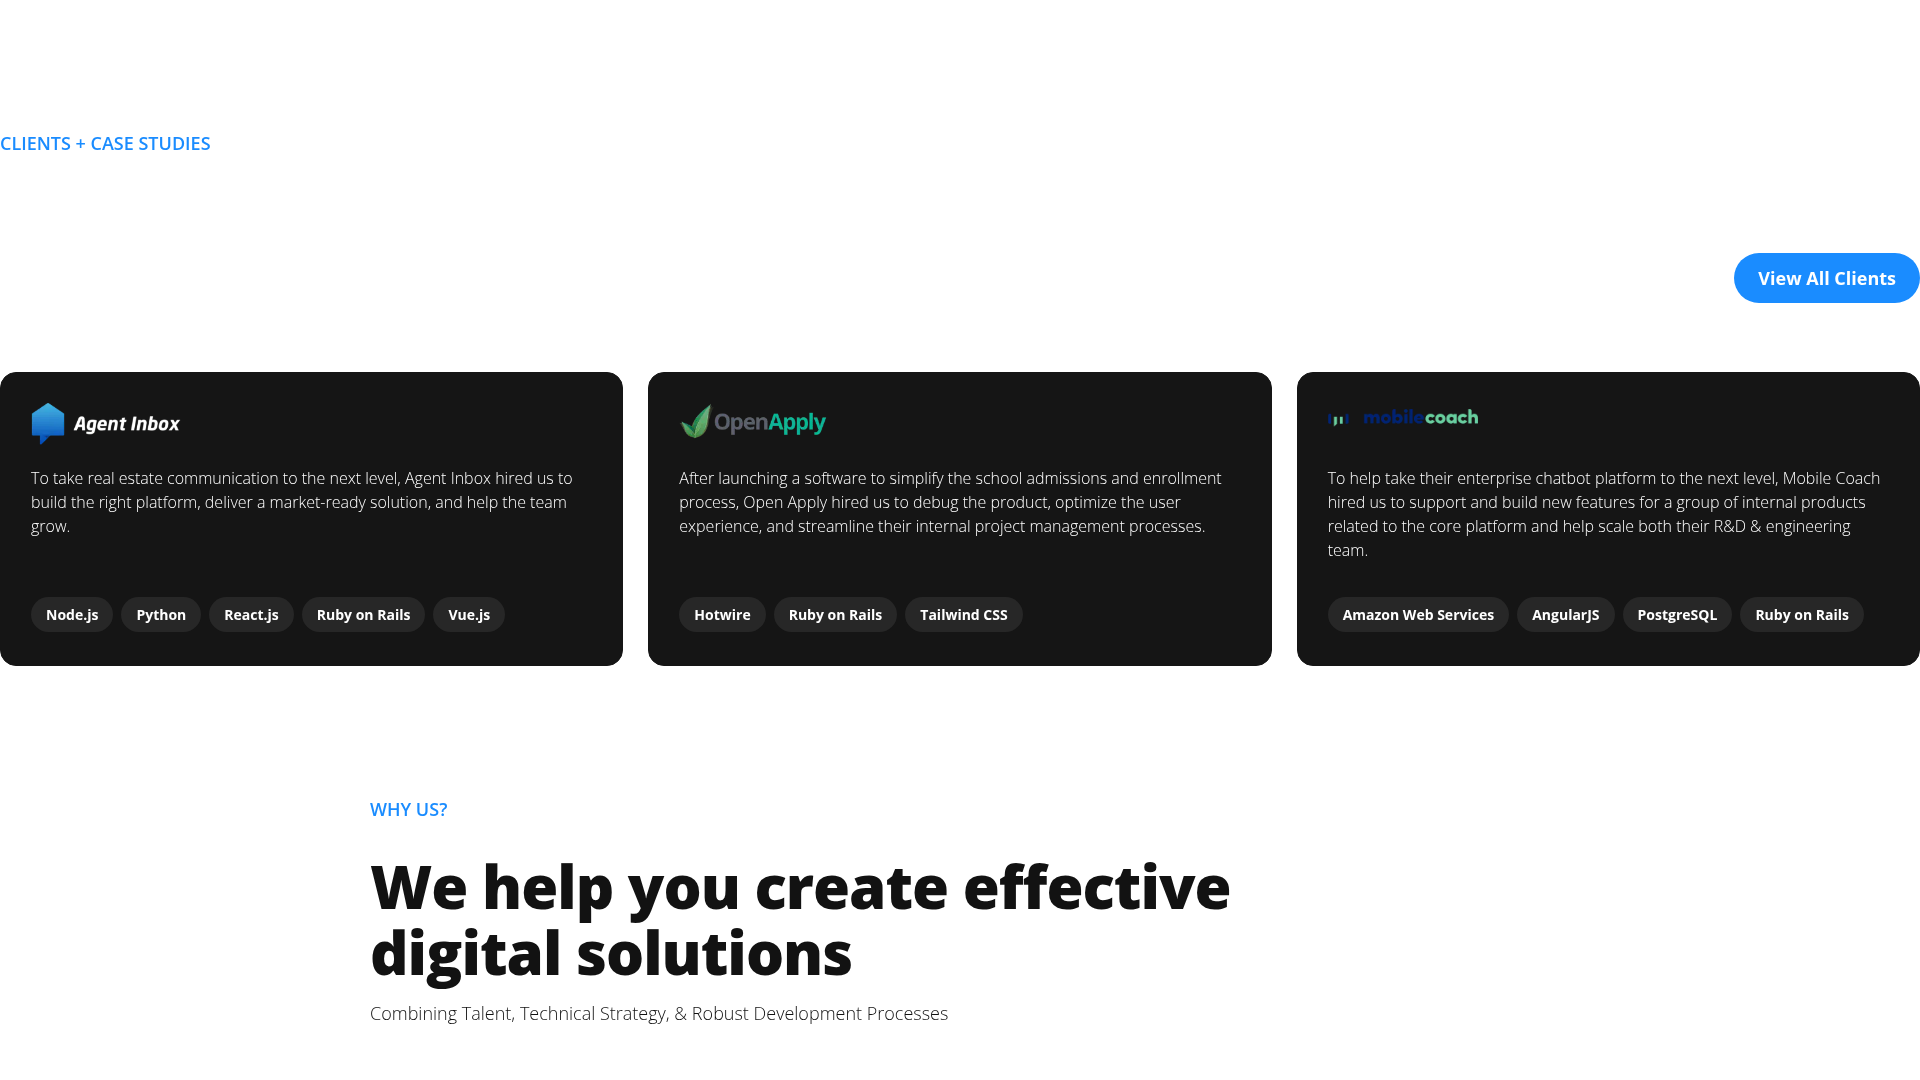 CLIENTS + CASE STUDIES
View All Clients
Agent Inbox
To take real estate communication to the next level, Agent Inbox hired us to
build the right platform, deliver a market-ready solution, and help the team
grow.
Node.js
Python
React.js
Ruby on Rails
Vue.js
OpenApply
After launching a software to simplify the school admissions and enrollment
process, Open Apply hired us to debug the product, optimize the user
experience, and streamline their internal project management processes.
Hotwire
Ruby on Rails
Tailwind CSS
mobilecoach
To help take their enterprise chatbot platform to the next level, Mobile Coach
hired us to support and build new features for a group of internal products
related to the core platform and help scale both their R&D & engineering
team.
Amazon Web Services
AngularJS
PostgreSQL
Ruby on Rails
WHY US?
We help you create effective
digital solutions
Combining Talent, Technical Strategy, & Robust Development Processes